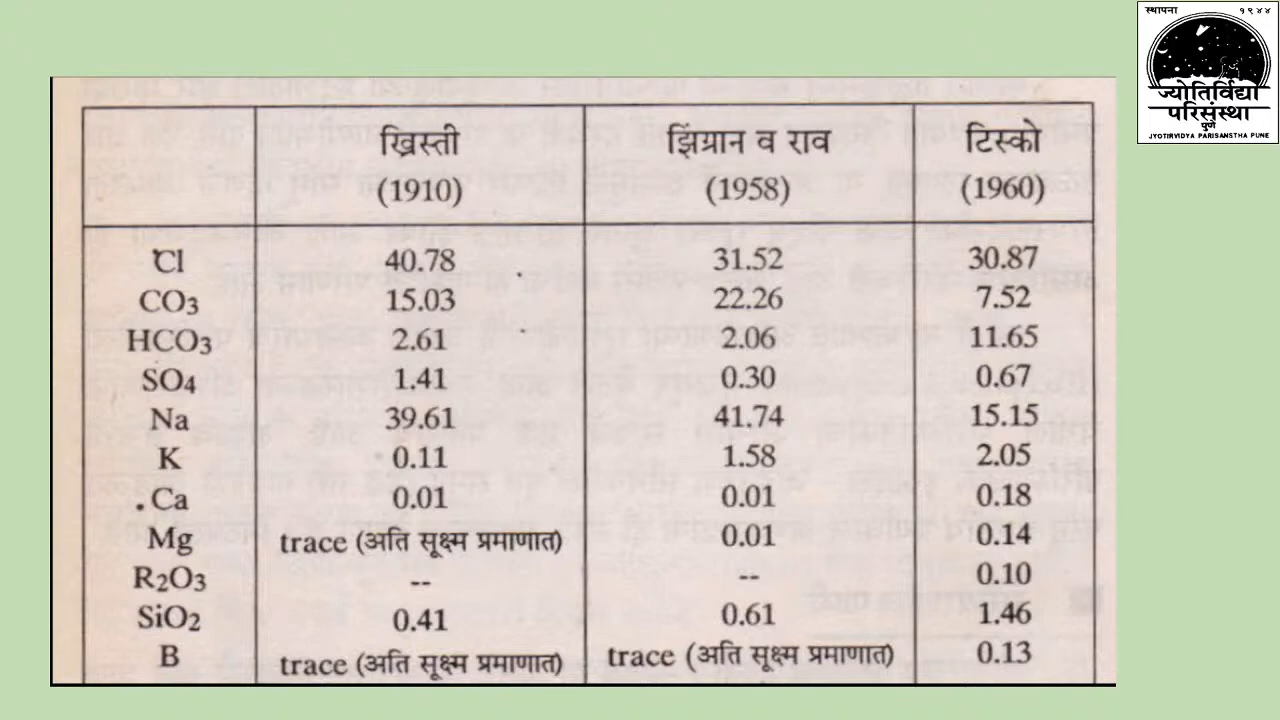 स्थापना १९४४
ज्योतिर्विद्या
परिसंस्था
पुणे
JYOTIRVIDYA PARISANSTHA PUNE
ख्रिस्ती झिंग्रान व राव टिस्को
(1910) (1958) (1960)
Cl 40.78 31.52 30.87
CO3 15.03 22.26 7.52
HCO3 2.61 2.06 11.65
SO4 1.41 0.30 0.67
Na 39.61 41.74 15.15
K 0.11 1.58 2.05
Ca 0.01 0.01 0.18
Mg trace (अति सूक्ष्म प्रमाणात) 0.01 0.14
R2O3 -- -- 0.10
SiO2 0.41 0.61 1.46
B trace (अति सूक्ष्म प्रमाणात) trace (अति सूक्ष्म प्रमाणात) 0.13